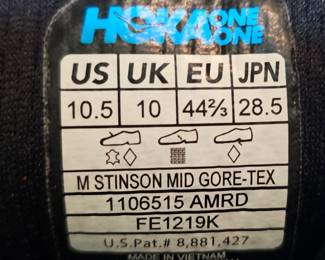 HOKA ONE ONE
US UK EU JPN
10.5 10 44⅔ 28.5
M STINSON MID GORE-TEX
1106515 AMRD
FE1219K
U.S.Pat.# 8,881,427
MADE IN VIETNAM